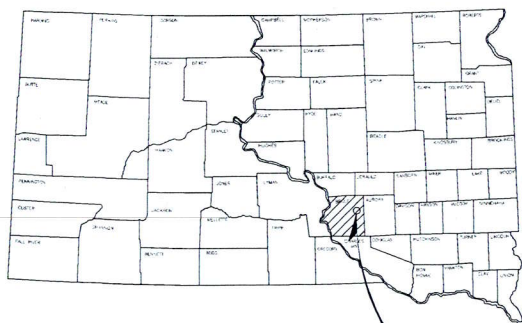 HARDING
PERKINS
CORSON
CAMPBELL
MCPHERSON
BROWN
MARSHALL
ROBERTS
WALWORTH
EDMUNDS
DAY
DEWEY
GRANT
BUTTE
ZIEBACH
POTTER
FAULK
SPINK
CLARK
CODINGTON
MEADE
SULLY
HYDE
HAND
HAMLIN
DEUEL
LAWRENCE
STANLEY
HUGHES
BEADLE
KINGSBURY
BROOKINGS
HAAKON
PENNINGTON
JONES
LYMAN
BUFFALO
JERAULD
SANBORN
MINER
LAKE
MOODY
CUSTER
JACKSON
MELLETTE
AURORA
DAVISON
HANSON
MCCOOK
MINNEHAHA
FALL RIVER
SHANNON
BENNETT
TODD
TRIPP
GREGORY
CHARLES
DOUGLAS
HUTCHINSON
TURNER
LINCOLN
BON
HOMME
YANKTON
CLAY
UNION